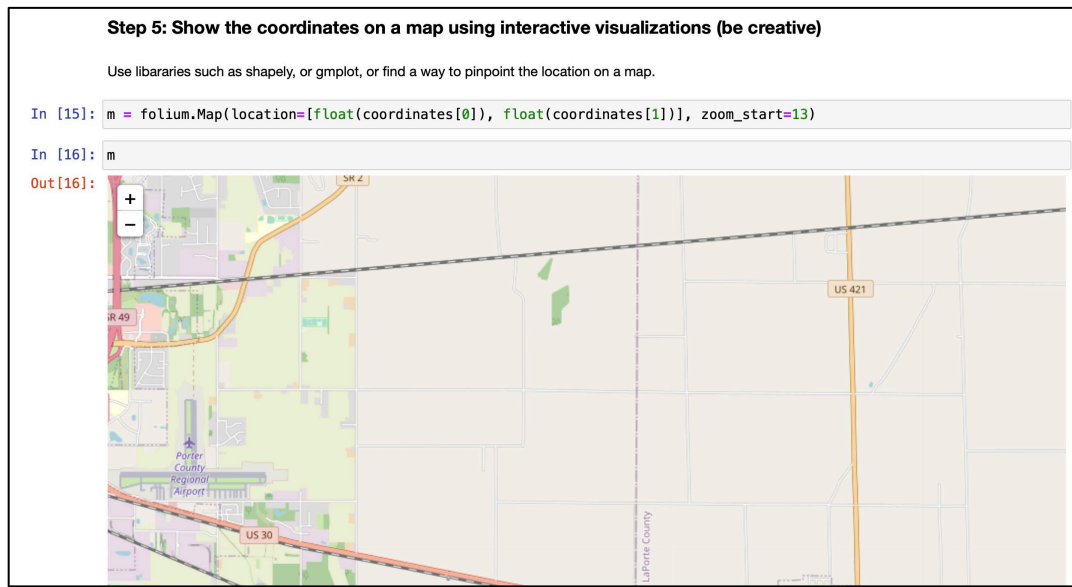 Step 5: Show the coordinates on a map using interactive visualizations (be creative)
Use libararies such as shapely, or gmplot, or find a way to pinpoint the location on a map.
In [15]: m = folium.Map(location=[float(coordinates[0]), float(coordinates[1])], zoom_start=13)
In [16]: m
Out[16]:
+
−
SR 2
US 421
SR 49
Porter
County
Regional
Airport
US 30
LaPorte County